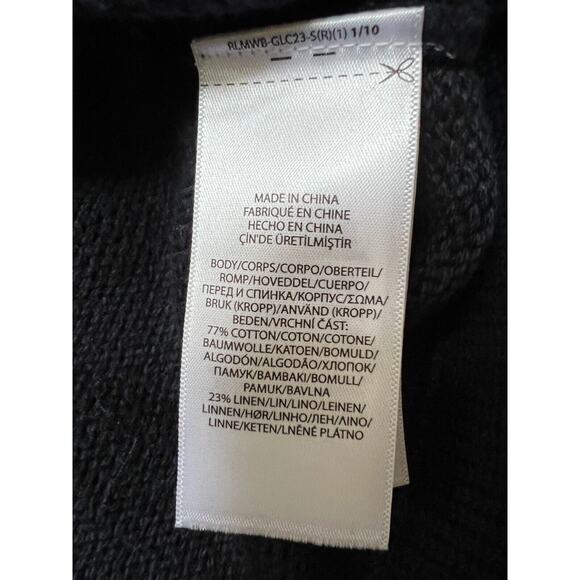 RLMWB-GLC23-S(R)(1) 1/10
MADE IN CHINA
FABRIQUÉ EN CHINE
HECHO EN CHINA
ÇİN'DE ÜRETİLMİŞTİR
BODY/CORPS/CORPO/OBERTEIL/
ROMP/HOVEDDEL/CUERPO/
ПЕРЕД И СПИНКА/КОРПУС/ΣΩΜΑ/
BRUK (KROPP)/ANVÄND (KROPP)/
BEDEN/VRCHNÍ ČÁST:
77% COTTON/COTON/COTONE/
BAUMWOLLE/KATOEN/BOMULD/
ALGODÓN/ALGODÃO/ХЛОПОК/
ПАМУК/ΒΑΜΒΑΚΙ/BOMULL/
PAMUK/BAVLNA
23% LINEN/LIN/LINO/LEINEN/
LINNEN/HØR/LINHO/ЛЕН/ΛΙΝΟ/
LINNE/KETEN/LNĚNÉ PLÁTNO